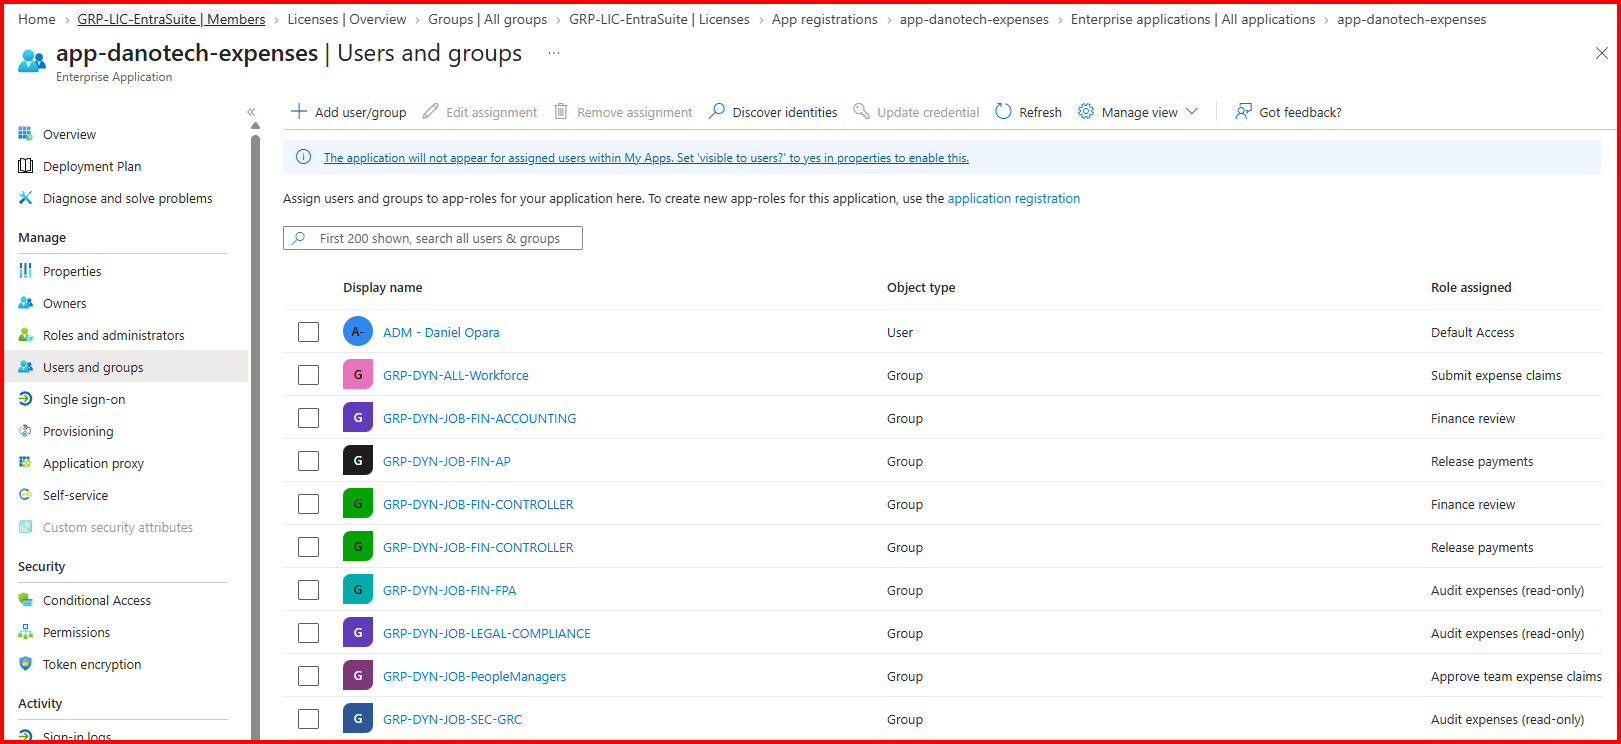 Home › GRP-LIC-EntraSuite | Members › Licenses | Overview › Groups | All groups › GRP-LIC-EntraSuite | Licenses › App registrations › app-danotech-expenses › Enterprise applications | All applications › app-danotech-expenses
app-danotech-expenses | Users and groups ...
Enterprise Application
Overview
Deployment Plan
Diagnose and solve problems
Manage
Properties
Owners
Roles and administrators
Users and groups
Single sign-on
Provisioning
Application proxy
Self-service
Custom security attributes
Security
Conditional Access
Permissions
Token encryption
Activity
Sign-in logs
Add user/group Edit assignment Remove assignment Discover identities Update credential Refresh Manage view Got feedback?
The application will not appear for assigned users within My Apps. Set 'visible to users?' to yes in properties to enable this.
Assign users and groups to app-roles for your application here. To create new app-roles for this application, use the application registration
First 200 shown, search all users & groups
Display name Object type Role assigned
A- ADM - Daniel Opara User Default Access
G GRP-DYN-ALL-Workforce Group Submit expense claims
G GRP-DYN-JOB-FIN-ACCOUNTING Group Finance review
G GRP-DYN-JOB-FIN-AP Group Release payments
G GRP-DYN-JOB-FIN-CONTROLLER Group Finance review
G GRP-DYN-JOB-FIN-CONTROLLER Group Release payments
G GRP-DYN-JOB-FIN-FPA Group Audit expenses (read-only)
G GRP-DYN-JOB-LEGAL-COMPLIANCE Group Audit expenses (read-only)
G GRP-DYN-JOB-PeopleManagers Group Approve team expense claims
G GRP-DYN-JOB-SEC-GRC Group Audit expenses (read-only)